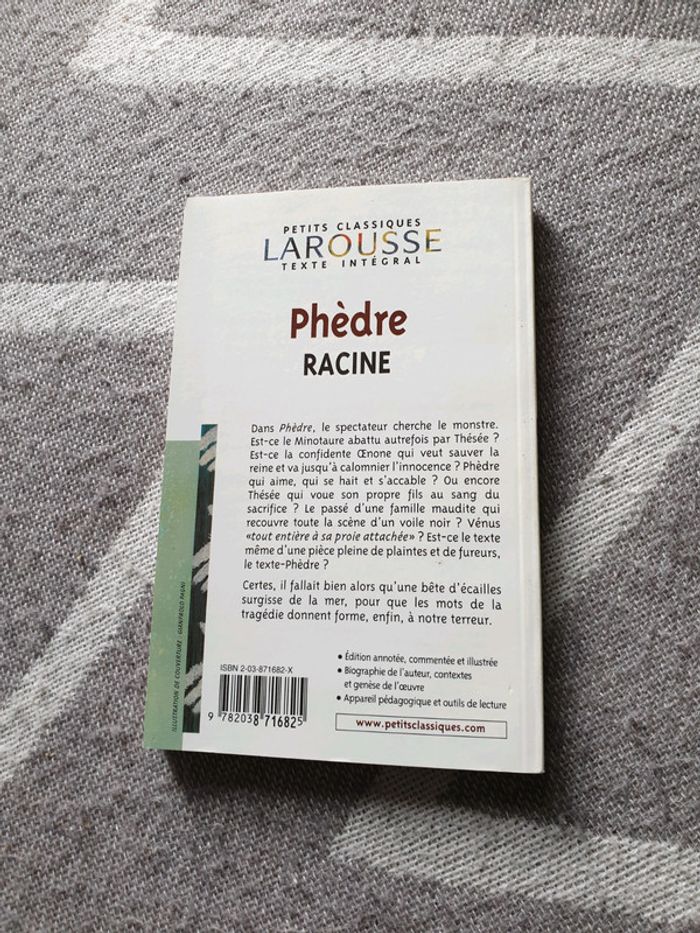 PETITS CLASSIQUES
LAROUSSE
TEXTE INTÉGRAL
Phèdre
RACINE
Dans Phèdre, le spectateur cherche le monstre.
Est-ce le Minotaure abattu autrefois par Thésée ?
Est-ce la confidente Œnone qui veut sauver la
reine et va jusqu'à calomnier l'innocence ? Phèdre
qui aime, qui se hait et s'accable ? Ou encore
Thésée qui voue son propre fils au sang du
sacrifice ? Le passé d'une famille maudite qui
recouvre toute la scène d'un voile noir ? Vénus
«tout entière à sa proie attachée» ? Est-ce le texte
même d'une pièce pleine de plaintes et de fureurs,
le texte-Phèdre ?
Certes, il fallait bien alors qu'une bête d'écailles
surgisse de la mer, pour que les mots de la
tragédie donnent forme, enfin, à notre terreur.
• Édition annotée, commentée et illustrée
• Biographie de l'auteur, contextes
et genèse de l'œuvre
• Appareil pédagogique et outils de lecture
www.petitsclassiques.com
ISBN 2-03-871682-X
9 782038 716825
ILLUSTRATION DE COUVERTURE : GIANPAOLO PAGNI